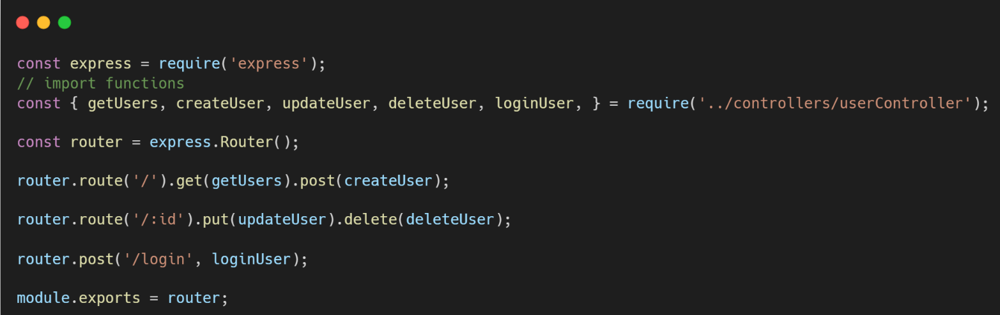 const express = require('express');
// import functions
const { getUsers, createUser, updateUser, deleteUser, loginUser, } = require('../controllers/userController');
const router = express.Router();
router.route('/').get(getUsers).post(createUser);
router.route('/:id').put(updateUser).delete(deleteUser);
router.post('/login', loginUser);
module.exports = router;